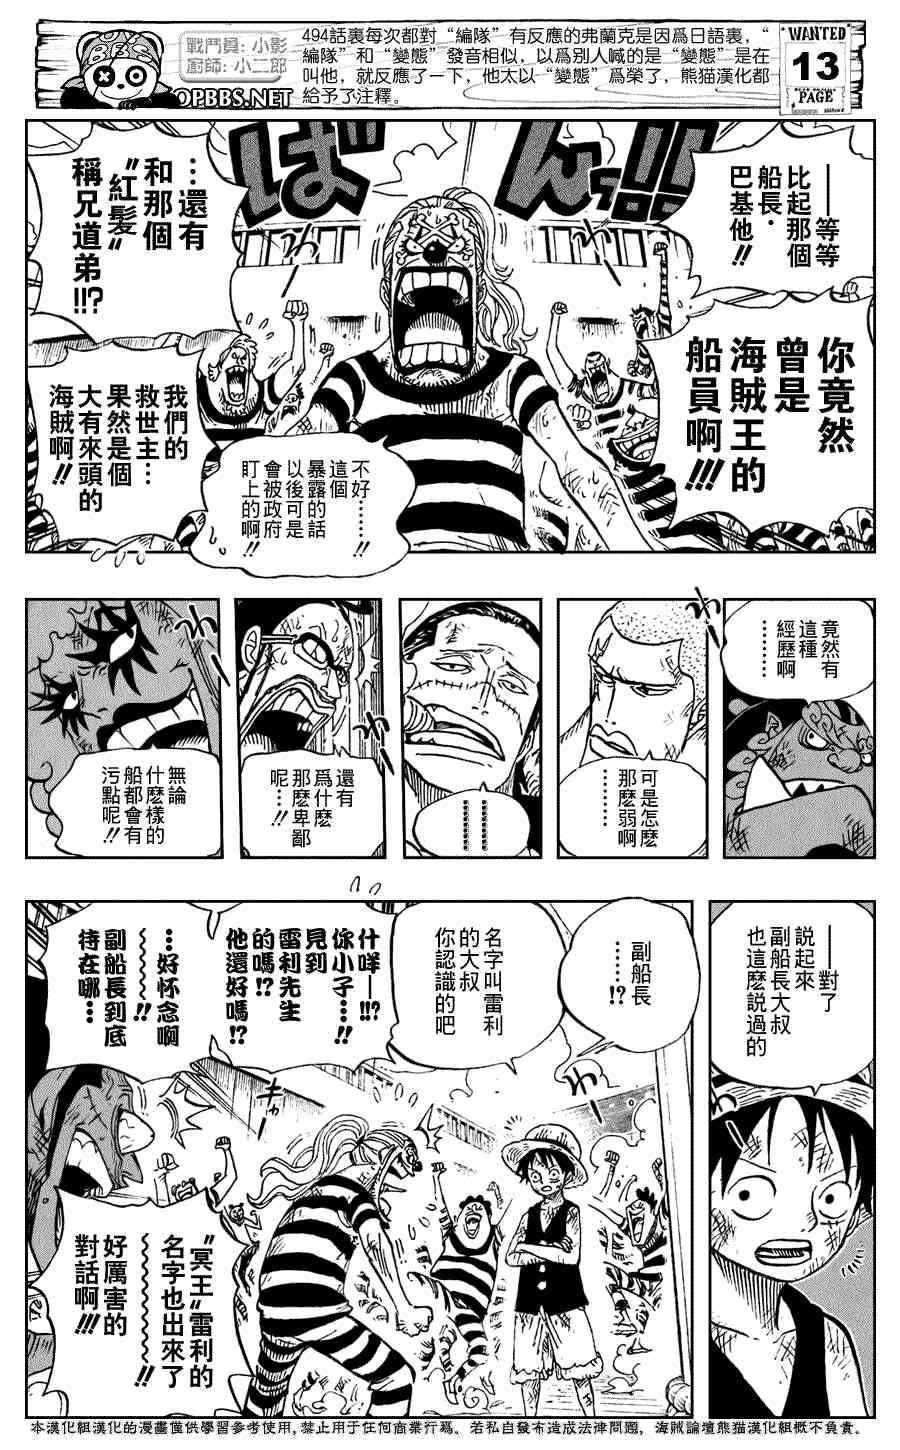 戰鬥員:小影
廚師:小二郎
OPBBS.NET
494話裏每次都對“編隊”有反應的弗蘭克是因爲日語裏,“
編隊”和“變態”發音相似,以爲別人喊的“變態”是在
叫他,就反應了一下,他太以“變態”爲榮了,熊猫漢化都
給予了注釋。
WANTED
13
PAGE
ばんっ!!
——等等
比起那個
船長·
巴基他!!
你竟然
曾是
海賊王的
船員啊!!!
…還有
和那個
〝紅髮〞
稱兄道弟!!?
我們的
救世主…
果然是個
大有來頭的
海賊啊!!
不好……!!
這個
暴露的話
以後可是
會被政府
盯上的啊!!
竟然有
這種
經歷啊
……
可是怎麽
那麽弱啊
……
…………
還有
爲什麽
那麽卑鄙
呢……!
無論
什麽樣的
船都會有
污點呢!!
——對了
說起來
副船長大叔
也這麽説過的
副船長
……!?
名字叫雷利
的大叔
你認識的吧
什咩——!!?
你小子…!!
見到
雷利先生
的嗎!?
他還好嗎!?
…好怀念啊
~~~~!!
副船長到底
待在哪…
〝冥王〞雷利的
名字也出來了
~~~~~
好厲害的
對話啊!!!
本漢化組漢化的漫畫僅供學習參考使用,禁止用于任何商業行爲。若私自發布造成法律問題,海賊論壇熊猫漢化組概不負責。